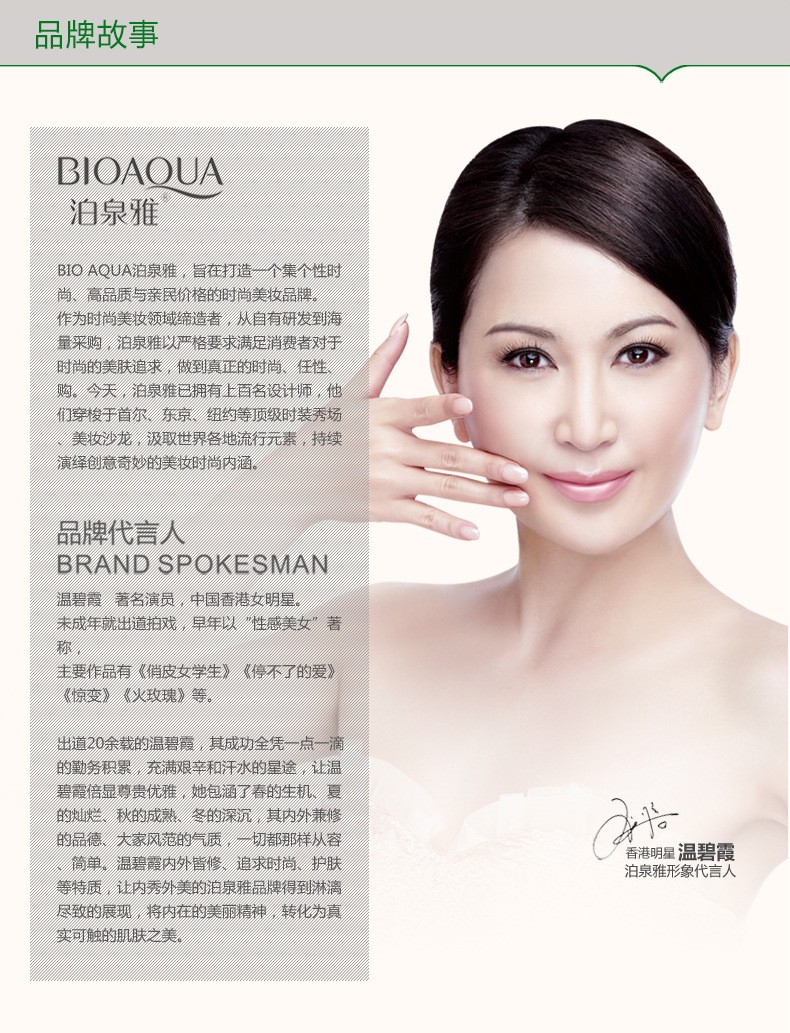 品牌故事
BIOAQUA
泊泉雅®
BIO AQUA泊泉雅，旨在打造一个集个性时
尚、高品质与亲民价格的时尚美妆品牌。
作为时尚美妆领域缔造者，从自有研发到海
量采购，泊泉雅以严格要求满足消费者对于
时尚的美肤追求，做到真正的时尚、任性、
购。今天，泊泉雅已拥有上百名设计师，他
们穿梭于首尔、东京、纽约等顶级时装秀场
、美妆沙龙，汲取世界各地流行元素，持续
演绎创意奇妙的美妆时尚内涵。
品牌代言人
BRAND SPOKESMAN
温碧霞 著名演员，中国香港女明星。
未成年就出道拍戏，早年以“性感美女”著
称，
主要作品有《俏皮女学生》《停不了的爱》
《惊变》《火玫瑰》等。
出道20余载的温碧霞，其成功全凭一点一滴
的勤务积累，充满艰辛和汗水的星途，让温
碧霞倍显尊贵优雅，她包涵了春的生机、夏
的灿烂、秋的成熟、冬的深沉，其内外兼修
的品德、大家风范的气质，一切都那样从容
、简单。温碧霞内外皆修、追求时尚、护肤
等特质，让内秀外美的泊泉雅品牌得到淋漓
尽致的展现，将内在的美丽精神，转化为真
实可触的肌肤之美。
香港明星 温碧霞
泊泉雅形象代言人